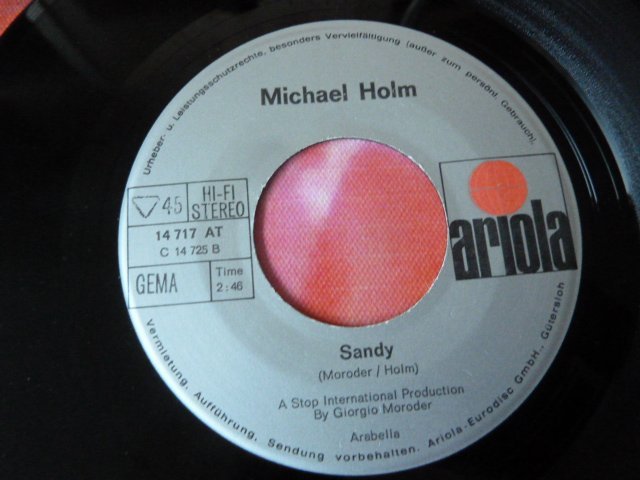 Urheber- u. Leistungsschutzrechte, besonders Vervielfältigung (außer zum persönl. Gebrauch),
Michael Holm
45
HI-FI
STEREO
14 717 AT
C 14 725 B
GEMA
Time
2:46
ariola
Sandy
(Moroder / Holm)
A Stop International Production
By Giorgio Moroder
Arabella
Vermietung, Aufführung, Sendung vorbehalten. Ariola-Eurodisc GmbH., Gütersloh